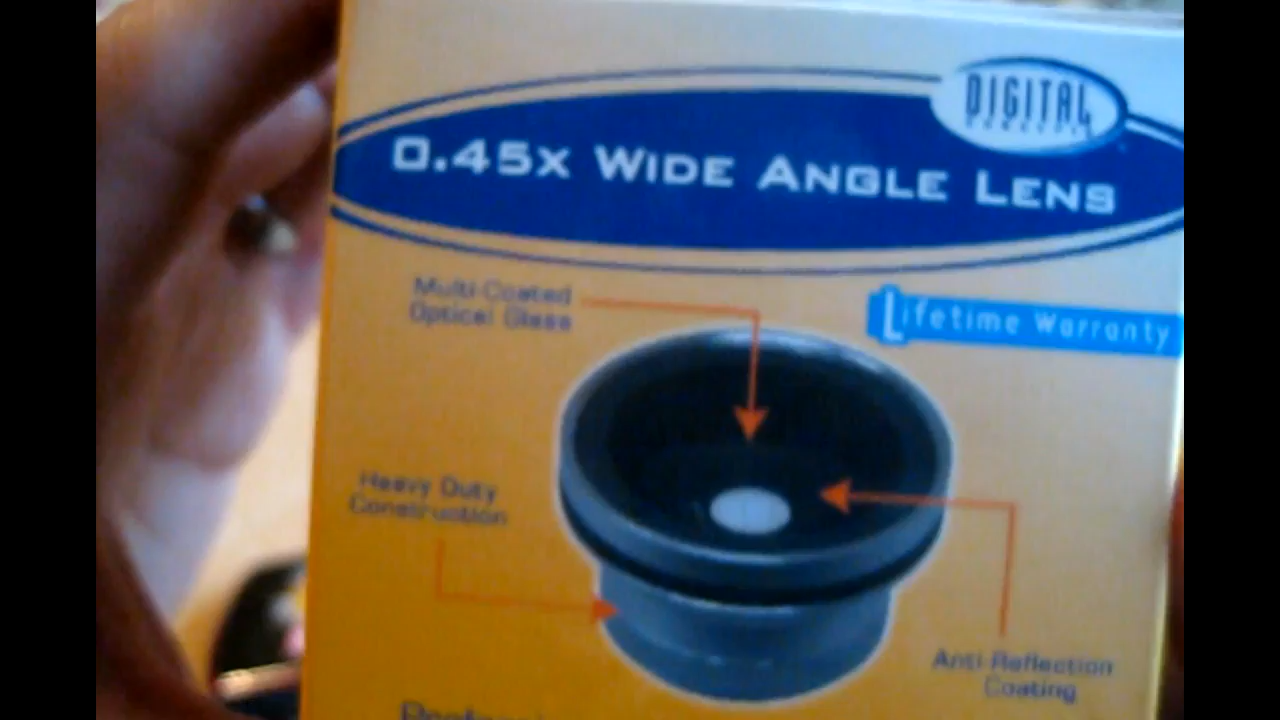 DIGITAL
0.45x WIDE ANGLE LENS
Lifetime Warranty
Multi-Coated
Optical Glass
Heavy Duty
Construction
Anti-Reflection
Coating